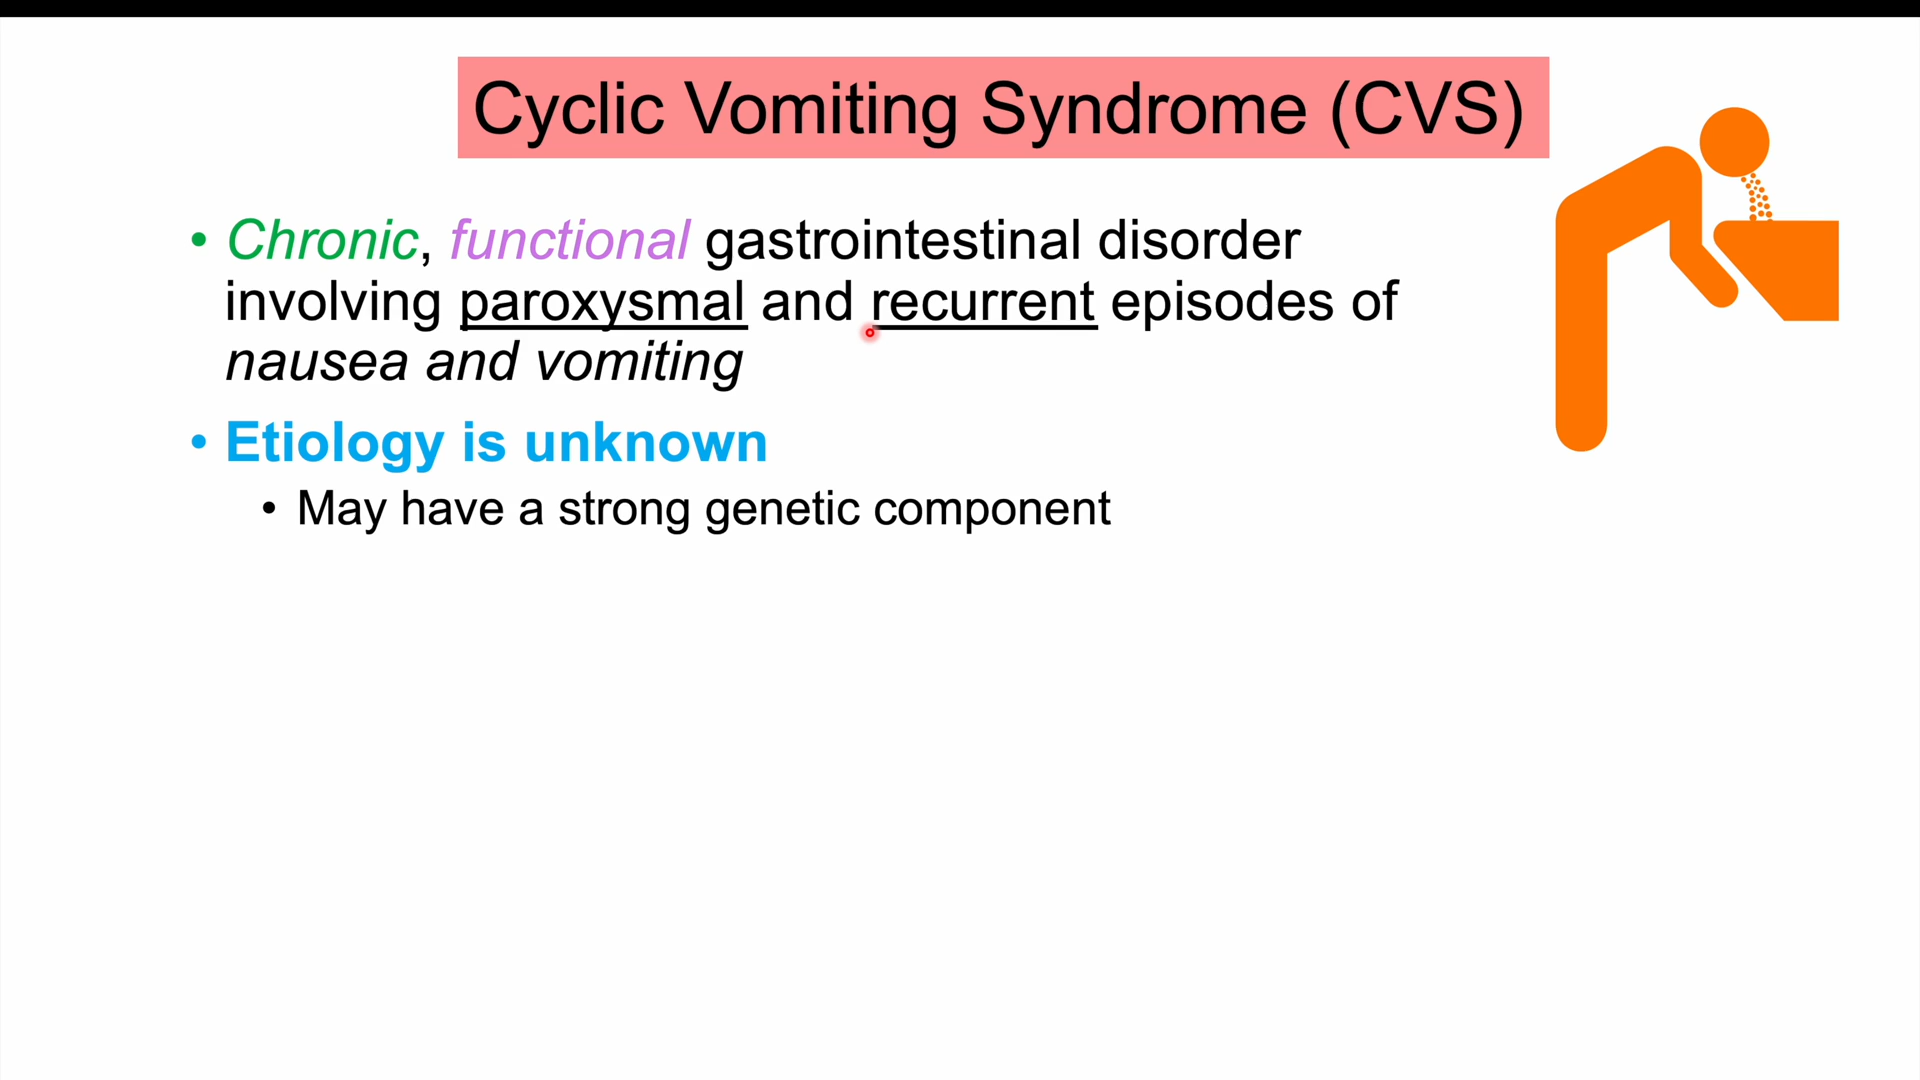 Cyclic Vomiting Syndrome (CVS)
• Chronic, functional gastrointestinal disorder
involving paroxysmal and recurrent episodes of
nausea and vomiting
• Etiology is unknown
• May have a strong genetic component